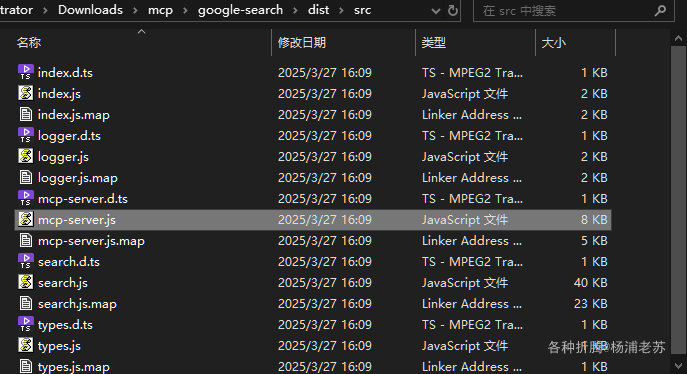 trator > Downloads > mcp > google-search > dist > src 在 src 中搜索
名称 修改日期 类型 大小
index.d.ts 2025/3/27 16:09 TS - MPEG2 Tra... 1 KB
index.js 2025/3/27 16:09 JavaScript 文件 2 KB
index.js.map 2025/3/27 16:09 Linker Address ... 2 KB
logger.d.ts 2025/3/27 16:09 TS - MPEG2 Tra... 1 KB
logger.js 2025/3/27 16:09 JavaScript 文件 2 KB
logger.js.map 2025/3/27 16:09 Linker Address ... 2 KB
mcp-server.d.ts 2025/3/27 16:09 TS - MPEG2 Tra... 1 KB
mcp-server.js 2025/3/27 16:09 JavaScript 文件 8 KB
mcp-server.js.map 2025/3/27 16:09 Linker Address ... 5 KB
search.d.ts 2025/3/27 16:09 TS - MPEG2 Tra... 1 KB
search.js 2025/3/27 16:09 JavaScript 文件 40 KB
search.js.map 2025/3/27 16:09 Linker Address ... 23 KB
types.d.ts 2025/3/27 16:09 TS - MPEG2 Tra... 1 KB
types.js 2025/3/27 16:09 JavaScript 文件 1 KB
各种折腾@杨浦老苏
types.js.map 2025/3/27 16:09 Linker Address ... 1 KB